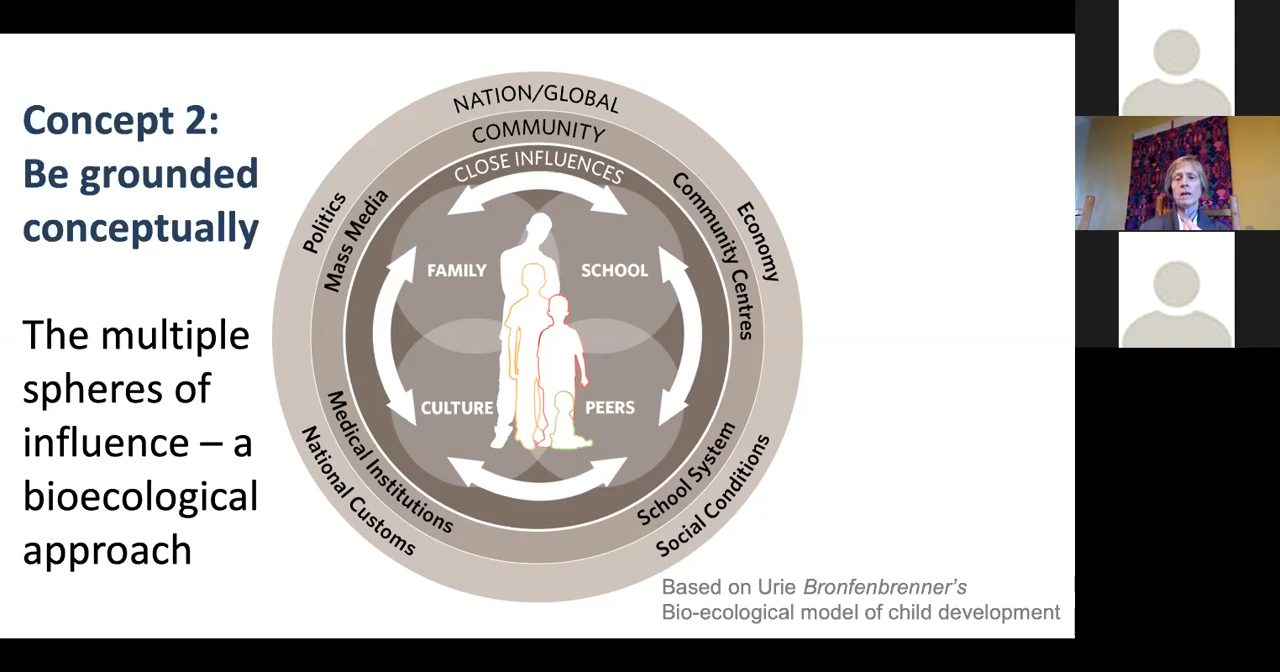 Concept 2:
Be grounded
conceptually
The multiple
spheres of
influence – a
bioecological
approach
NATION/GLOBAL
COMMUNITY
CLOSE INFLUENCES
Politics
Mass Media
Community Centres
Economy
FAMILY
SCHOOL
CULTURE
PEERS
Medical Institutions
National Customs
School System
Social Conditions
Based on Urie Bronfenbrenner’s
Bio-ecological model of child development